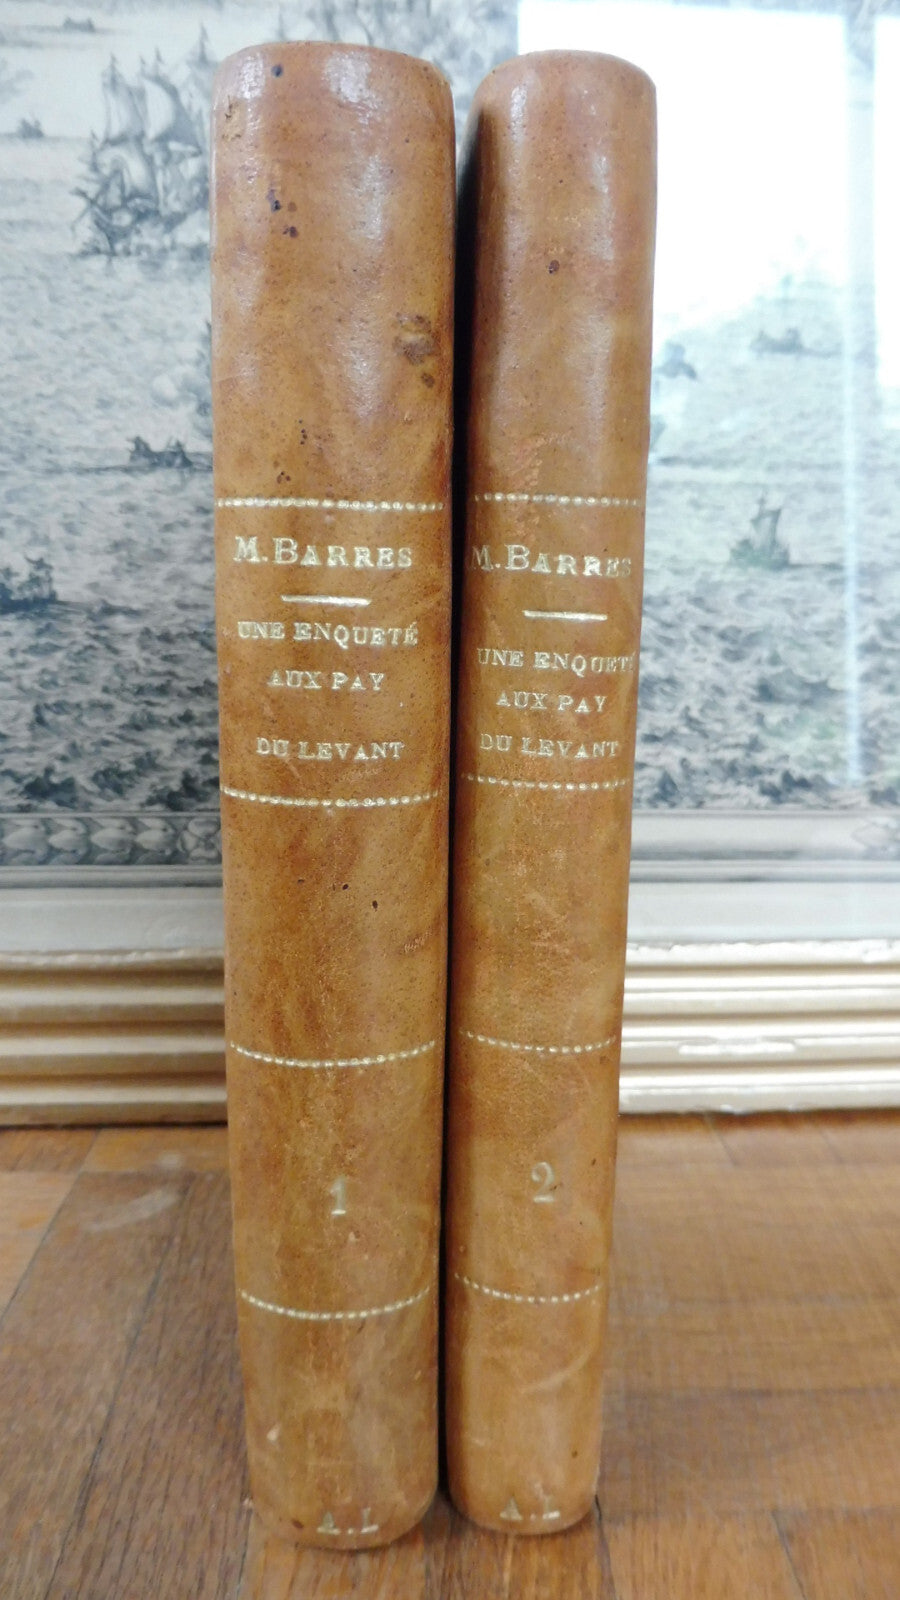 M. BARRES
UNE ENQUETÉ
AUX PAY
DU LEVANT
1
A.L
M. BARRES
UNE ENQUETÉ
AUX PAY
DU LEVANT
2
A.L